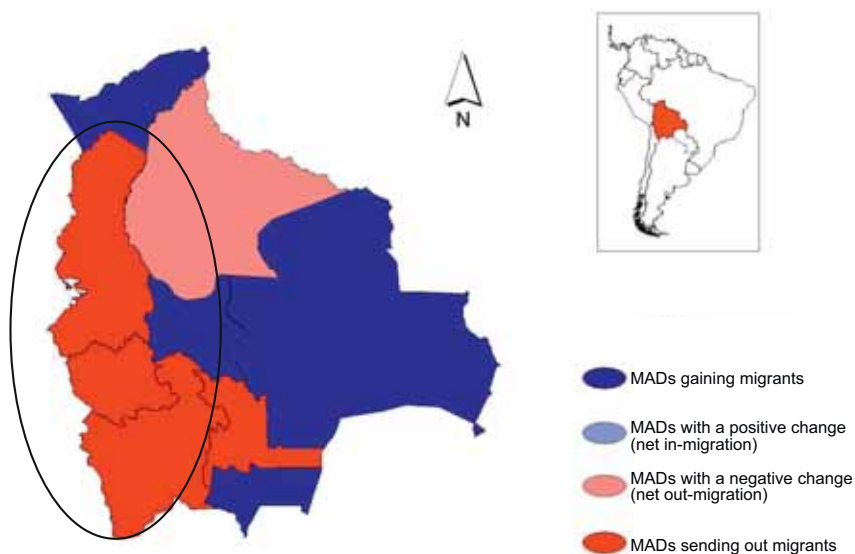 N
MADs gaining migrants
MADs with a positive change
(net in-migration)
MADs with a negative change
(net out-migration)
MADs sending out migrants